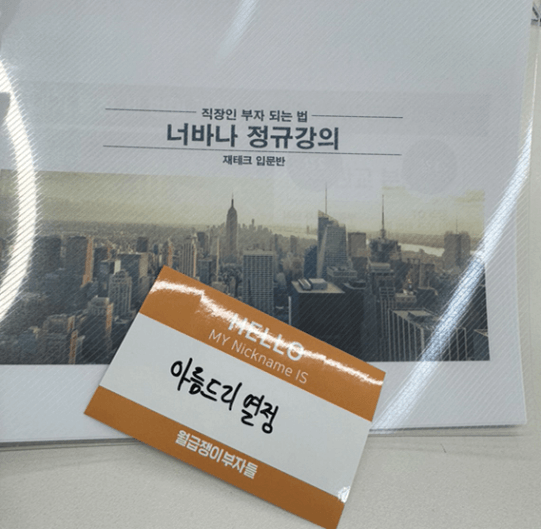 직장인 부자 되는 법
너바나 정규강의
재테크 입문반
HELLO
MY Nickname IS
아름드리 열정
월급쟁이부자들